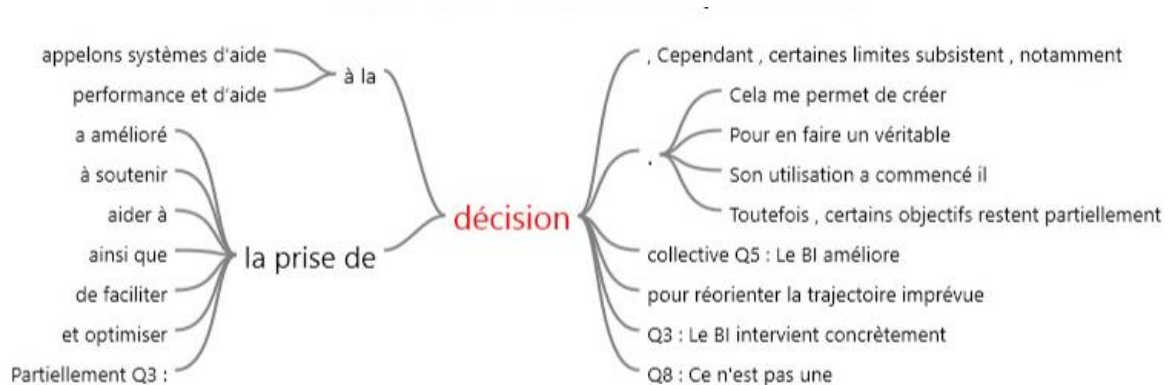 appelons systèmes d'aide
performance et d'aide
à la
a amélioré
à soutenir
aider à
ainsi que
de faciliter
et optimiser
Partiellement Q3 :
la prise de
décision
, Cependant , certaines limites subsistent , notamment
.
Cela me permet de créer
Pour en faire un véritable
Son utilisation a commencé il
Toutefois , certains objectifs restent partiellement
collective Q5 : Le BI améliore
pour réorienter la trajectoire imprévue
Q3 : Le BI intervient concrètement
Q8 : Ce n'est pas une